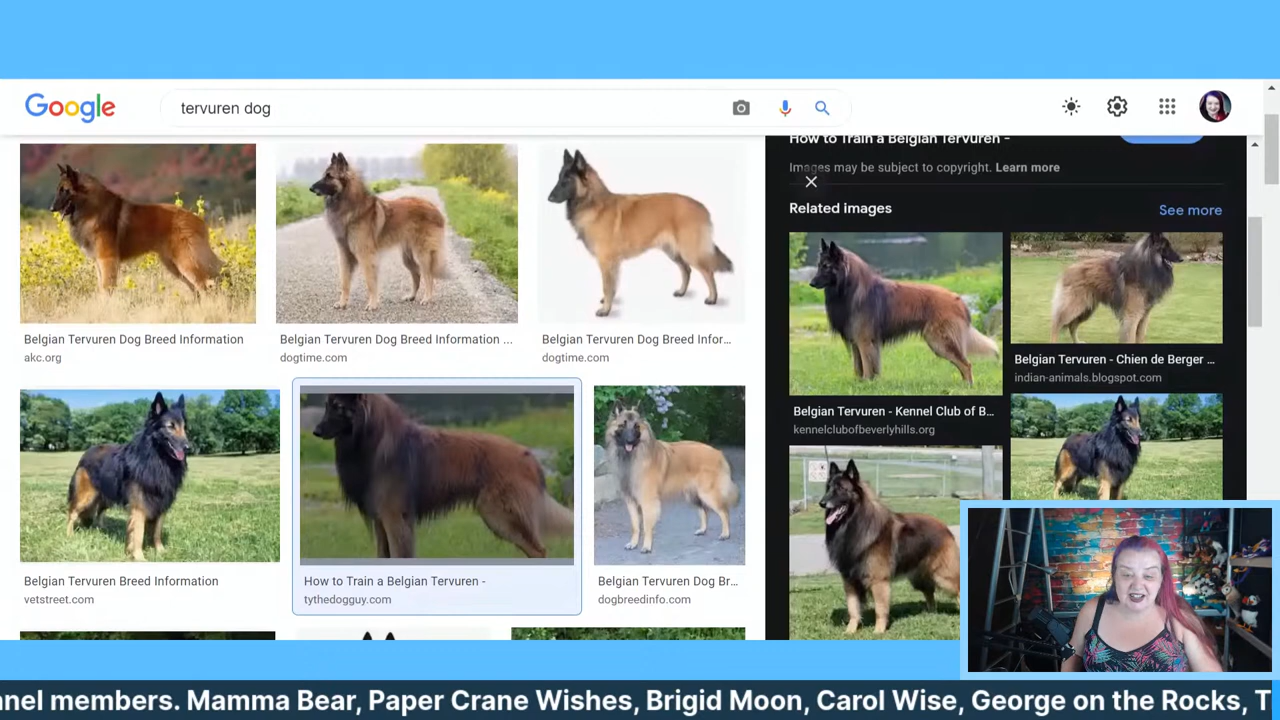 Google
tervuren dog
Belgian Tervuren Dog Breed Information
akc.org
Belgian Tervuren Dog Breed Information ...
dogtime.com
Belgian Tervuren Dog Breed Infor...
dogtime.com
Belgian Tervuren Breed Information
vetstreet.com
How to Train a Belgian Tervuren -
tythedogguy.com
Belgian Tervuren Dog Br...
dogbreedinfo.com
How to Train a Belgian Tervuren -
Images may be subject to copyright. Learn more
Related images
See more
Belgian Tervuren - Kennel Club of B...
kennelclubofbeverlyhills.org
Belgian Tervuren - Chien de Berger ...
indian-animals.blogspot.com
nnel members. Mamma Bear, Paper Crane Wishes, Brigid Moon, Carol Wise, George on the Rocks, T